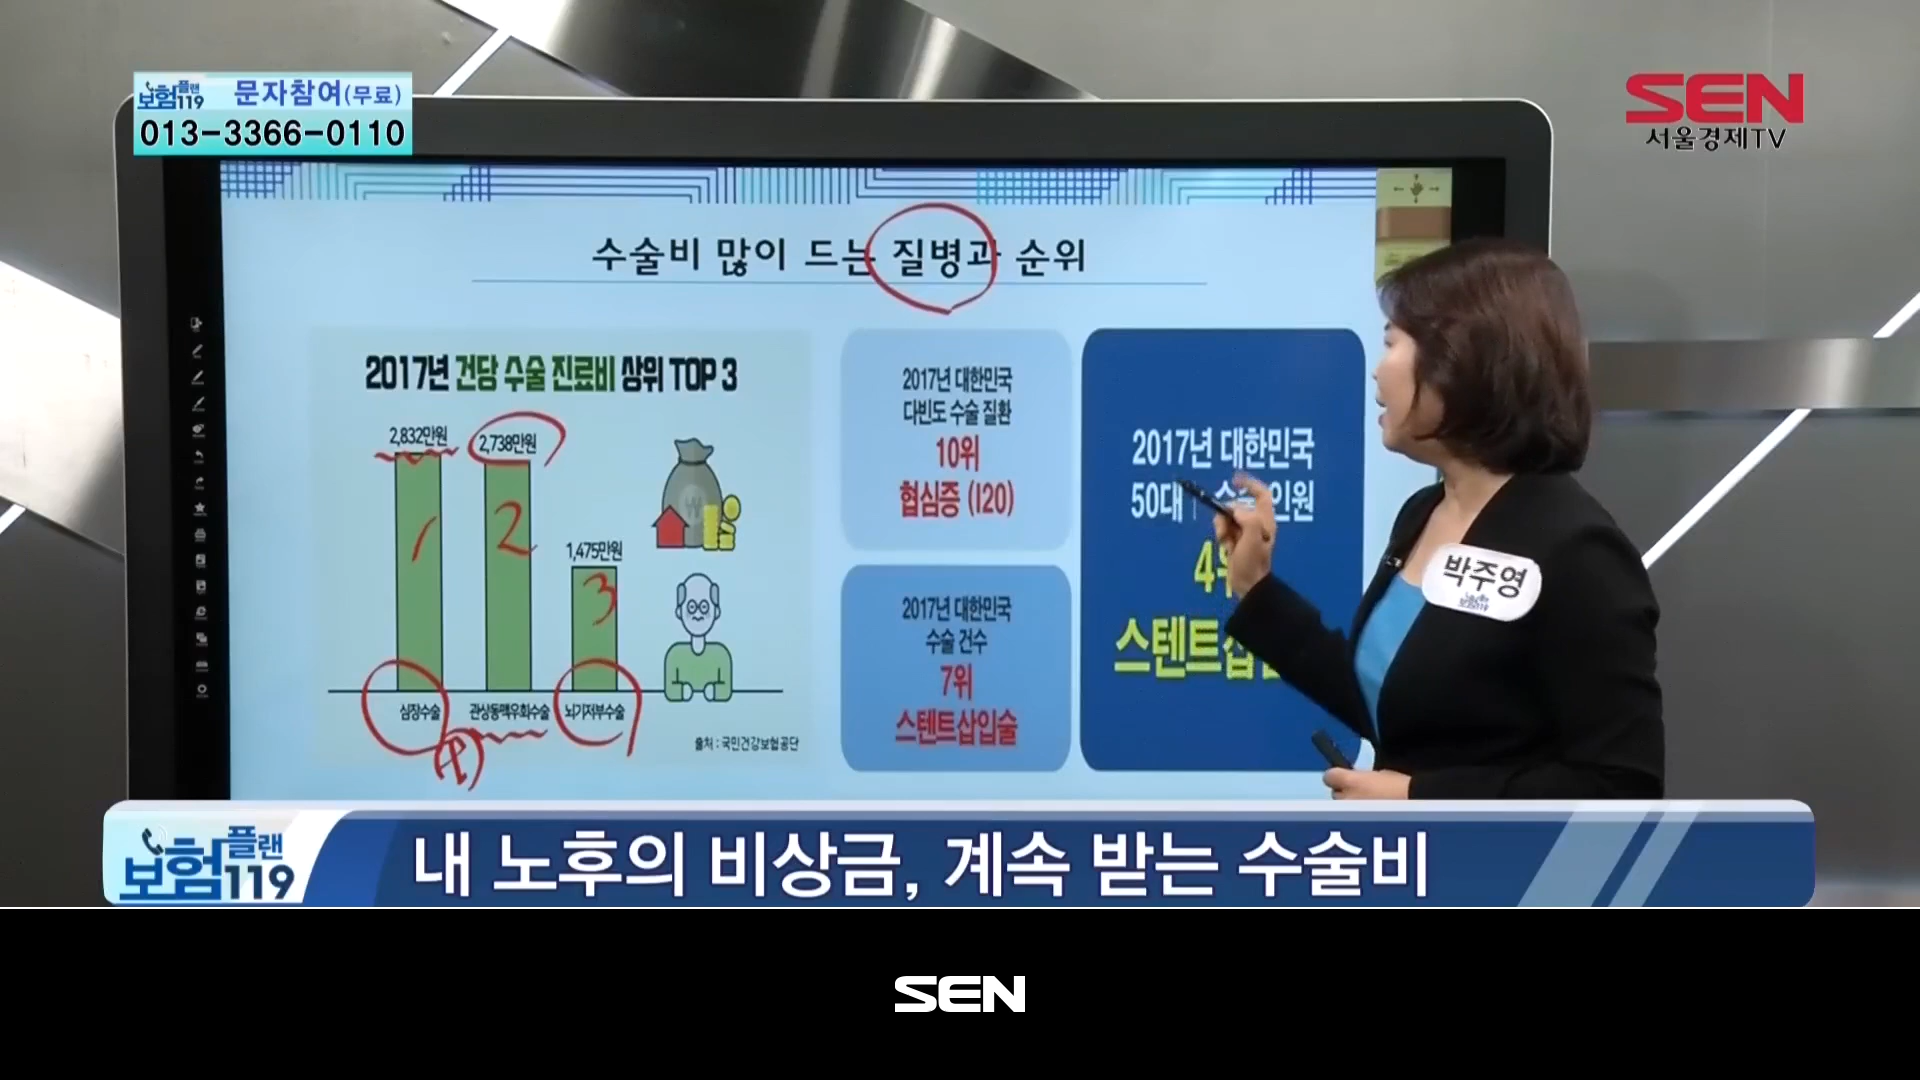 보험플랜119 문자참여(무료)
013-3366-0110
SEN
서울경제TV
수술비 많이 드는 질병과 순위
2017년 건당 수술 진료비 상위 TOP 3
2,832만원
2,738만원
1,475만원
1
2
3
심장수술 관상동맥우회수술 뇌기저부수술
출처 : 국민건강보험공단
2017년 대한민국
다빈도 수술 질환
10위
협심증 (I20)
2017년 대한민국
수술 건수
7위
스텐트삽입술
2017년 대한민국
50대 인원
스텐트삽
박주영
보험플랜119
내 노후의 비상금, 계속 받는 수술비
SEN